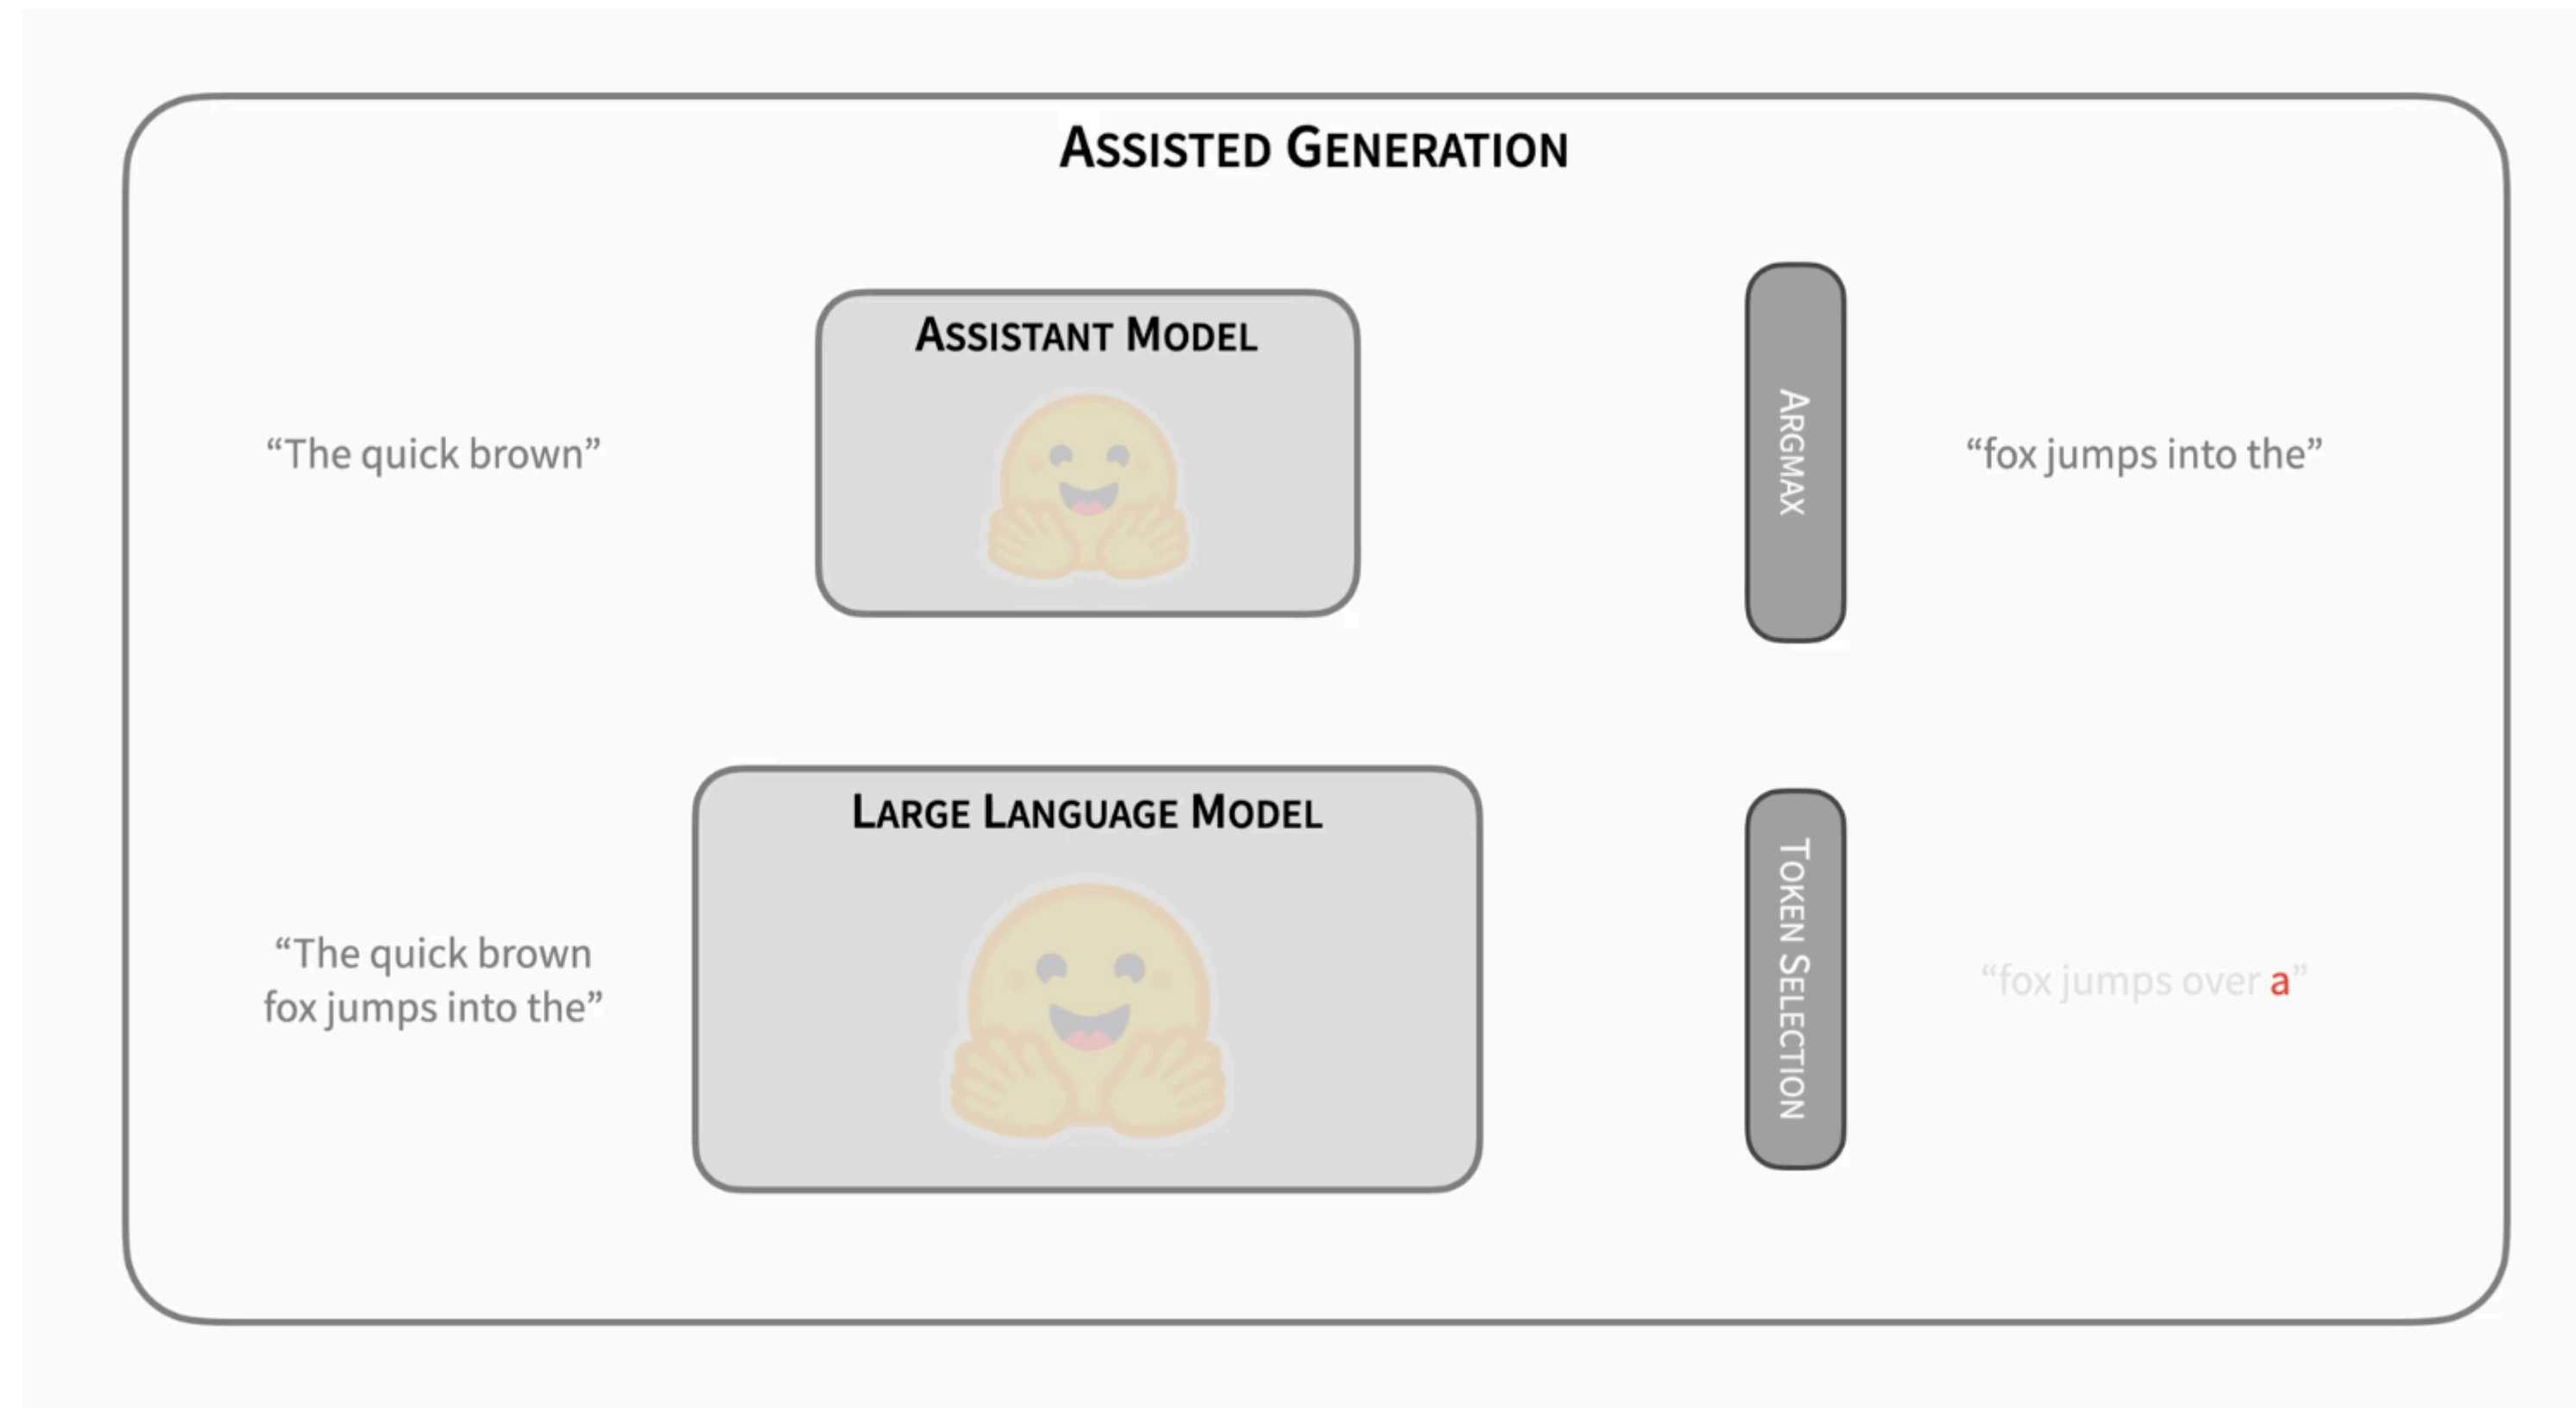 ASSISTED GENERATION
ASSISTANT MODEL
“The quick brown”
ARGMAX
“fox jumps into the”
LARGE LANGUAGE MODEL
“The quick brown
fox jumps into the”
TOKEN SELECTION
“fox jumps over a”